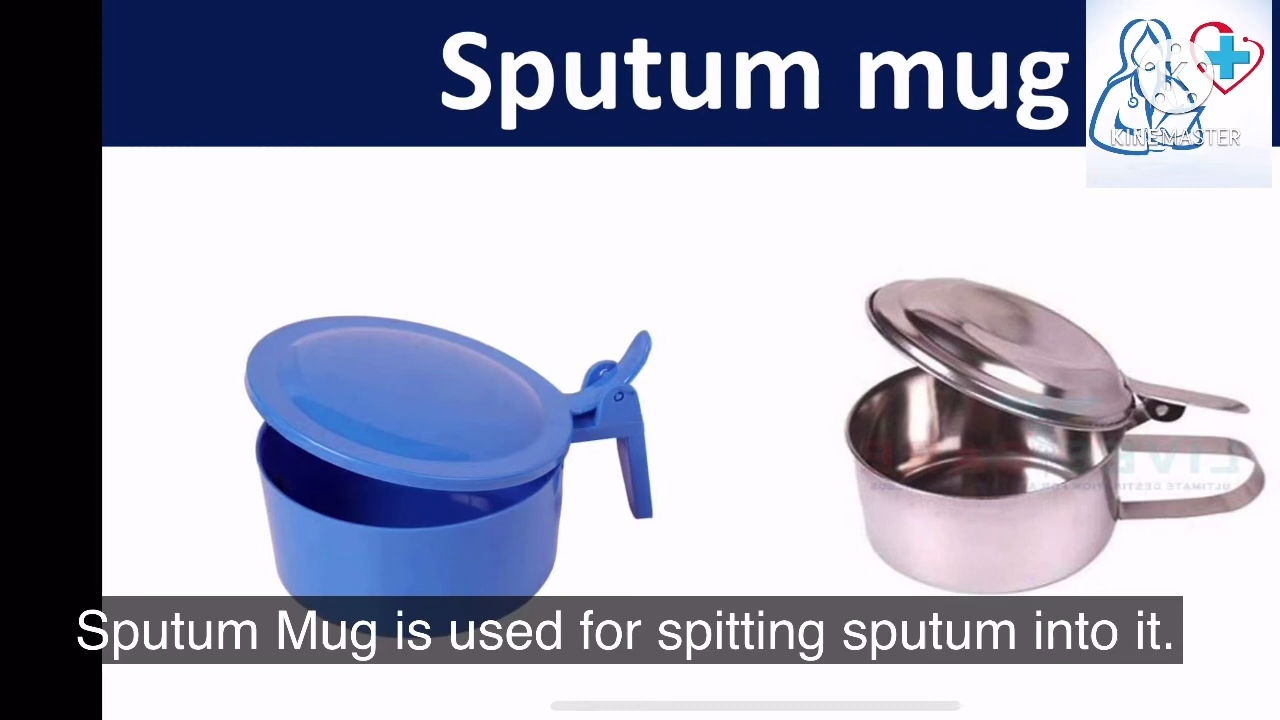 Sputum mug
KINEMASTER
Sputum Mug is used for spitting sputum into it.